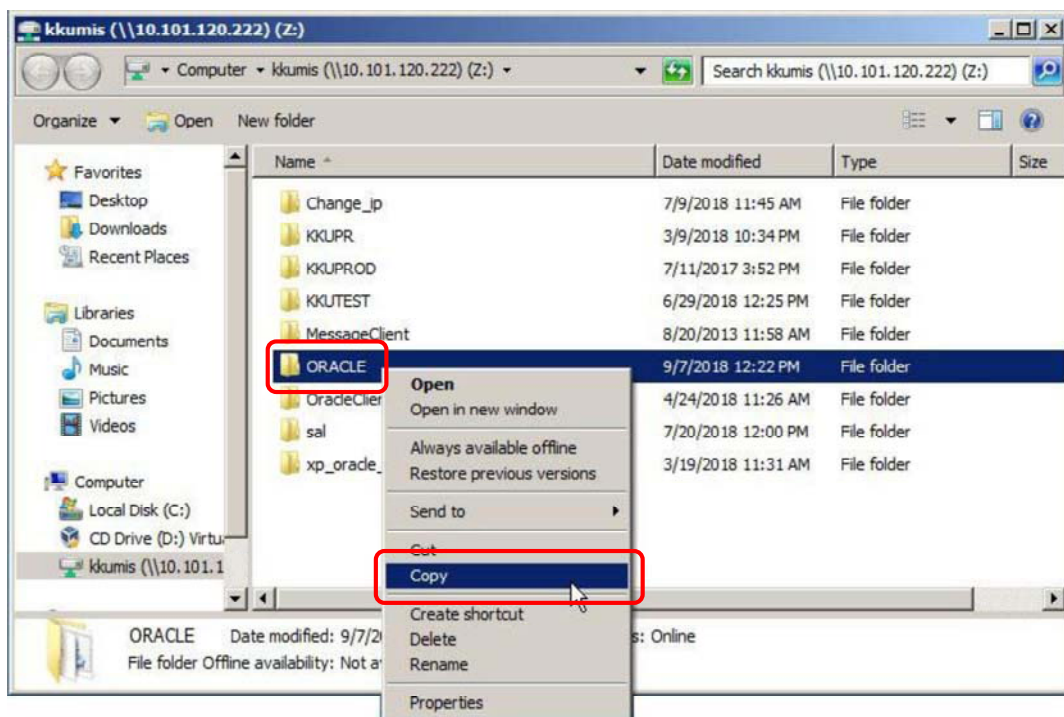 kkumis (\\10.101.120.222) (Z:)
Computer kkumis (\\10.101.120.222) (Z:) Search kkumis (\\10.101.120.222) (Z:)
Organize Open New folder
Favorites
Desktop
Downloads
Recent Places
Libraries
Documents
Music
Pictures
Videos
Computer
Local Disk (C:)
CD Drive (D:) Virtu
kkumis (\\10.101.1
Name Date modified Type Size
Change_ip 7/9/2018 11:45 AM File folder
KKUPR 3/9/2018 10:34 PM File folder
KKUPROD 7/11/2017 3:52 PM File folder
KKUTEST 6/29/2018 12:25 PM File folder
MessageClient 8/20/2013 11:58 AM File folder
ORACLE 9/7/2018 12:22 PM File folder
OracleClier 4/24/2018 11:26 AM File folder
sal 7/20/2018 12:00 PM File folder
xp_oracle_ 3/19/2018 11:31 AM File folder
Open
Open in new window
Always available offline
Restore previous versions
Send to
Cut
Copy
Create shortcut
Delete
Rename
Properties
ORACLE Date modified: 9/7/2 s: Online
File folder Offline availability: Not a